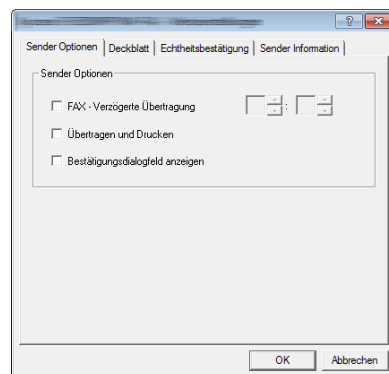 Sender Optionen Deckblatt Echtheitsbestätigung Sender Information
Sender Optionen
FAX - Verzögerte Übertragung :
Übertragen und Drucken
Bestätigungsdialogfeld anzeigen
OK Abbrechen